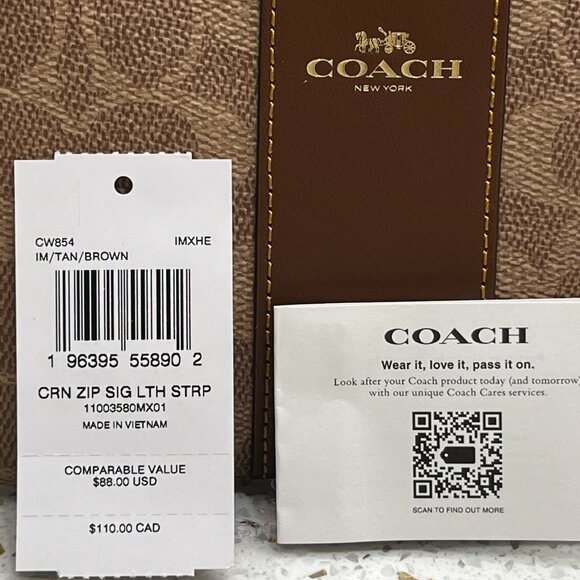 COACH
NEW YORK
CW854 IMXHE
IM/TAN/BROWN
1 96395 55890 2
CRN ZIP SIG LTH STRP
11003580MX01
MADE IN VIETNAM
COMPARABLE VALUE
$88.00 USD
$110.00 CAD
COACH
Wear it, love it, pass it on.
Look after your Coach product today (and tomorrow)
with our unique Coach Cares services.
SCAN TO FIND OUT MORE